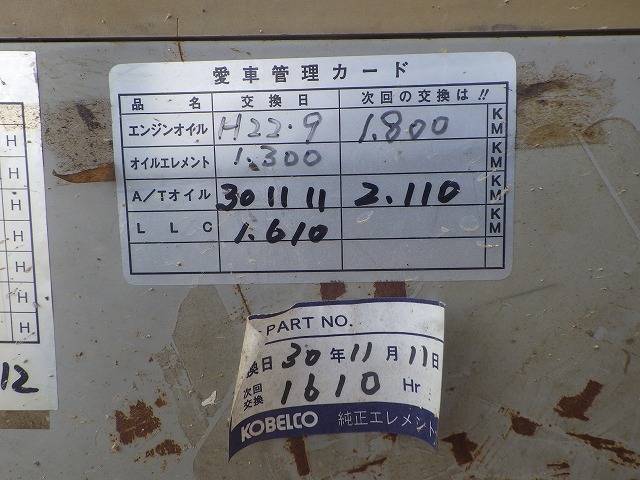 愛車管理カード
品 名 交換日 次回の交換は!!
エンジンオイル H22.9 1.800 KM
オイルエレメント 1.300 KM
A/Tオイル 30 11 11 2.110 KM
LLC 1.610 KM
H
H
H
H
H
H
H
12
PART NO.
換日 30年11月11日
次回交換 1610 Hr
KOBELCO 純正エレメント